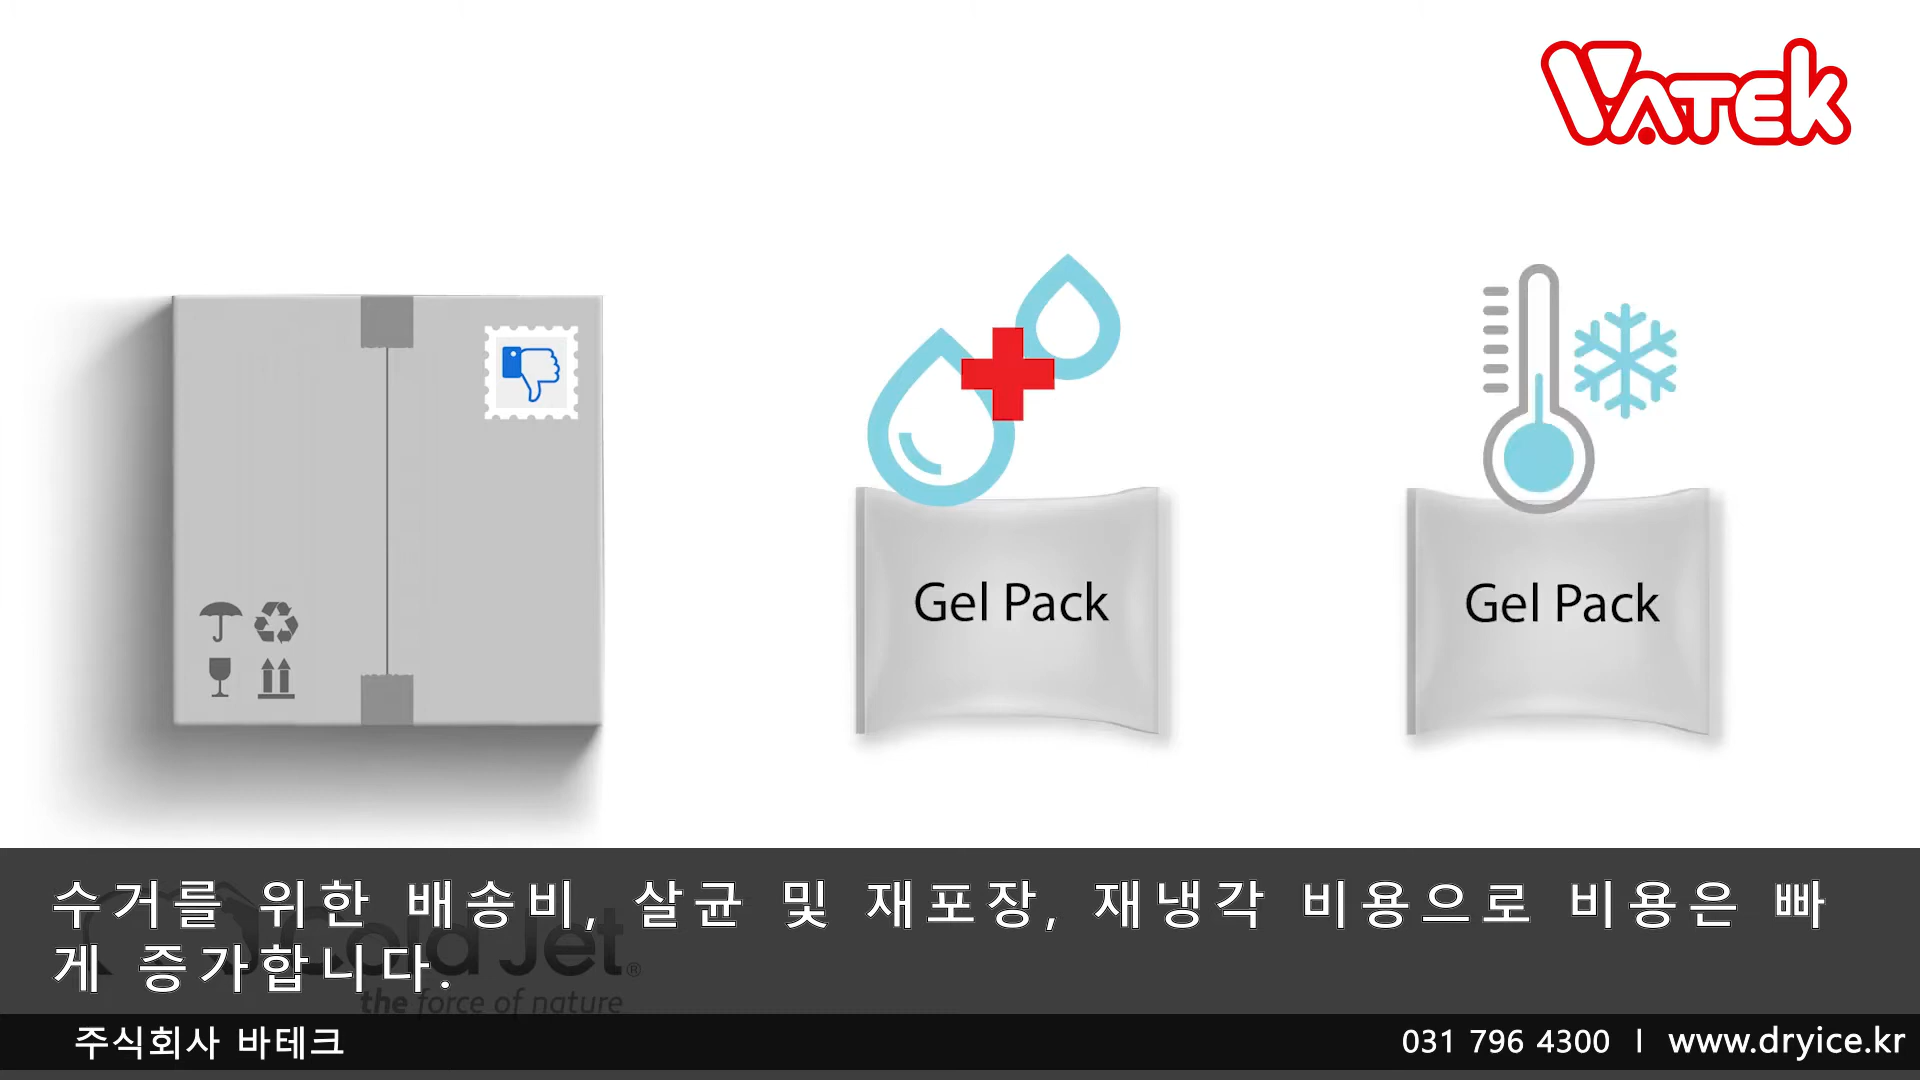 VATEK
Gel Pack
Gel Pack
수거를 위한 배송비, 살균 및 재포장, 재냉각 비용으로 비용은 빠
게 증가합니다.
Cold Jet®
the force of nature
주식회사 바테크
031 796 4300 | www.dryice.kr